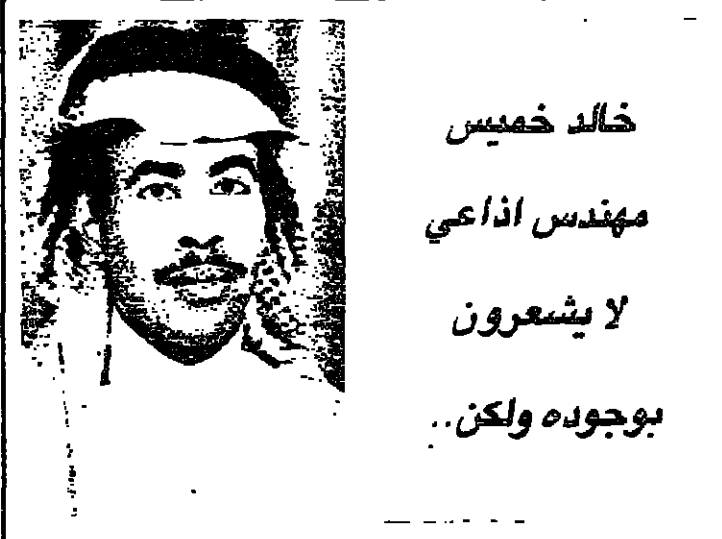 خالد خميس
مهندس اذاعي
لا يشعرون
بوجوده ولكن..